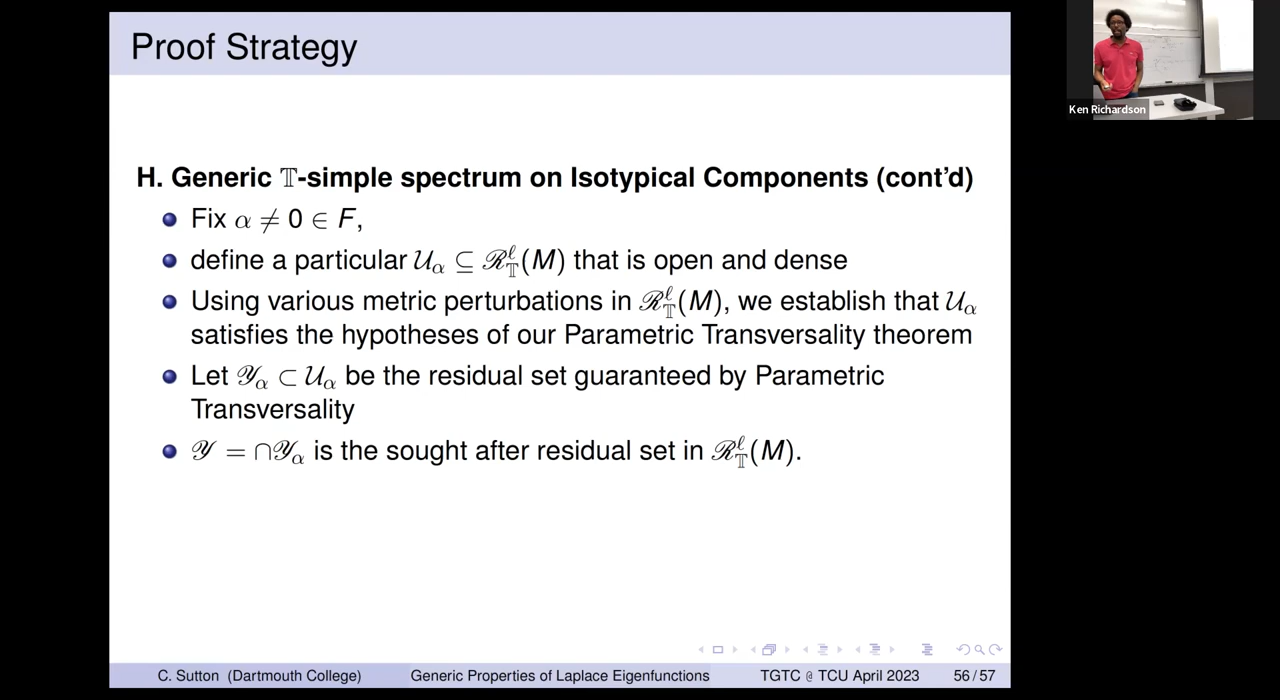 Proof Strategy
H. Generic 𝕋-simple spectrum on Isotypical Components (cont’d)
Fix α ≠ 0 ∈ F,
define a particular 𝒰_α ⊆ ℛ^ℓ_𝕋(M) that is open and dense
Using various metric perturbations in ℛ^ℓ_𝕋(M), we establish that 𝒰_α
satisfies the hypotheses of our Parametric Transversality theorem
Let 𝒴_α ⊂ 𝒰_α be the residual set guaranteed by Parametric
Transversality
𝒴 = ∩𝒴_α is the sought after residual set in ℛ^ℓ_𝕋(M).
C. Sutton (Dartmouth College) Generic Properties of Laplace Eigenfunctions TGTC @ TCU April 2023 56 / 57
Ken Richardson